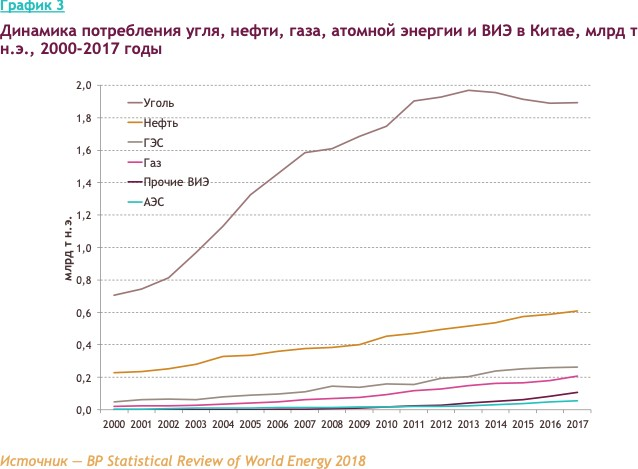 График 3
Динамика потребления угля, нефти, газа, атомной энергии и ВИЭ в Китае, млрд т
н.э., 2000-2017 годы
2,0
1,8
1,6
1,4
1,2
1,0
0,8
0,6
0,4
0,2
0,0
млрд т н.э.
Уголь
Нефть
ГЭС
Газ
Прочие ВИЭ
АЭС
2000 2001 2002 2003 2004 2005 2006 2007 2008 2009 2010 2011 2012 2013 2014 2015 2016 2017
Источник — BP Statistical Review of World Energy 2018